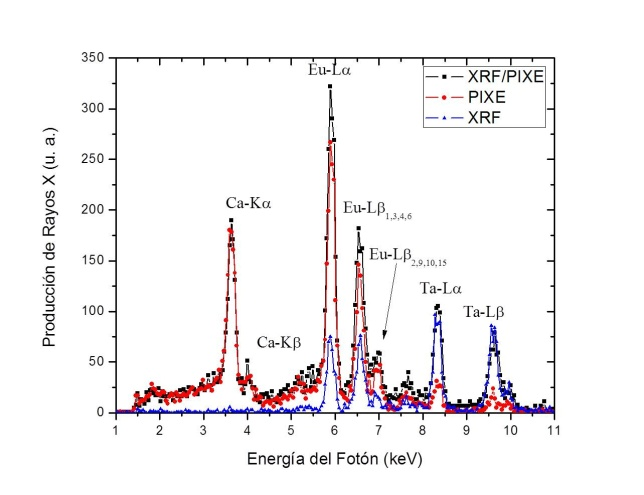 350
300
250
200
150
100
50
0
Producción de Rayos X (u. a.)
Eu-Lα
XRF/PIXE
PIXE
XRF
Ca-Kα
Eu-Lβ1,3,4,6
Eu-Lβ2,9,10,15
Ta-Lα
Ta-Lβ
Ca-Kβ
1 2 3 4 5 6 7 8 9 10 11
Energía del Fotón (keV)